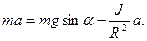 ma = mg sin α − J/R² a.